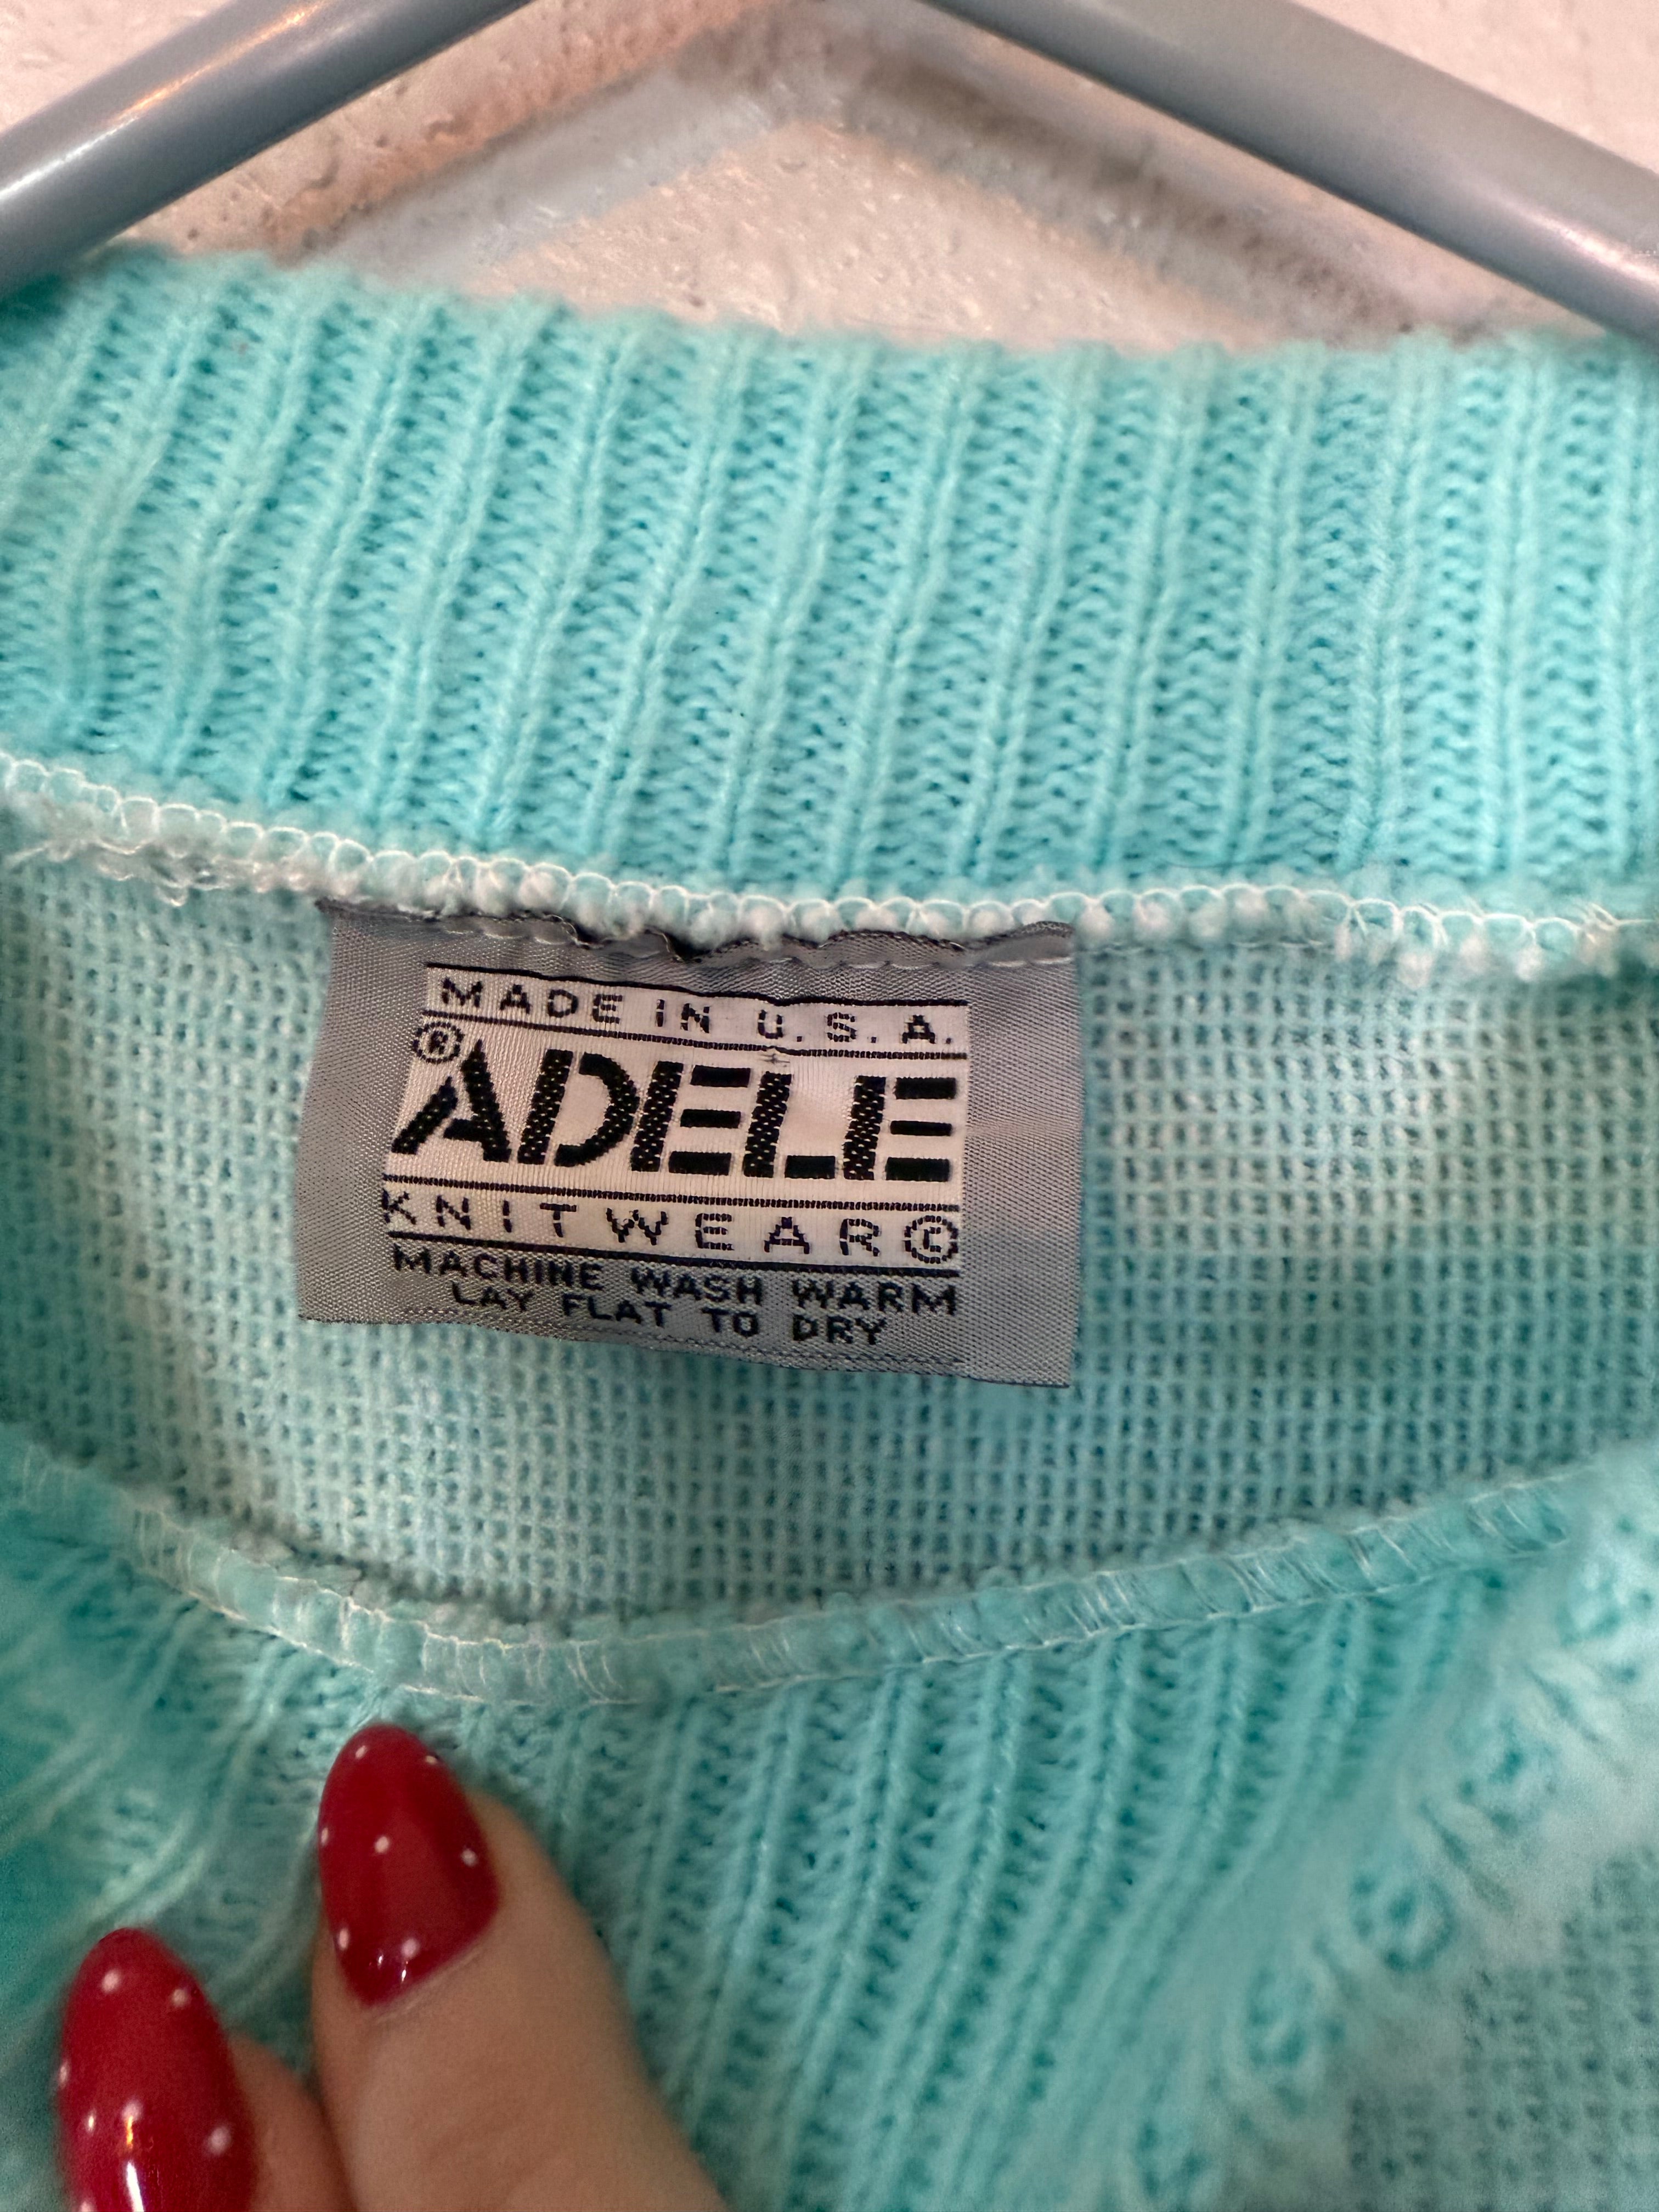 MADE IN U.S.A.
® ADELE
KNITWEAR ©
MACHINE WASH WARM
LAY FLAT TO DRY